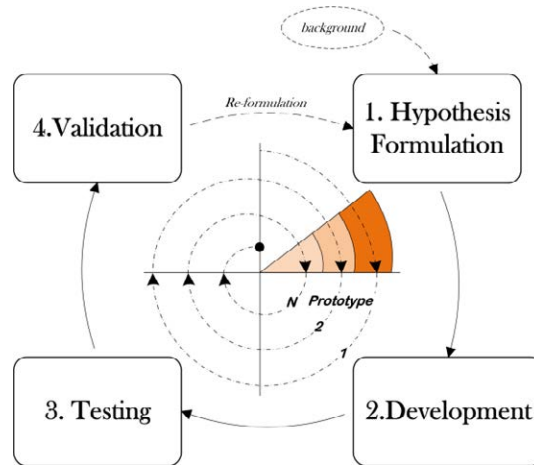 background
Re-formulation
4.Validation
1. Hypothesis
Formulation
N Prototype
2
1
3. Testing
2.Development